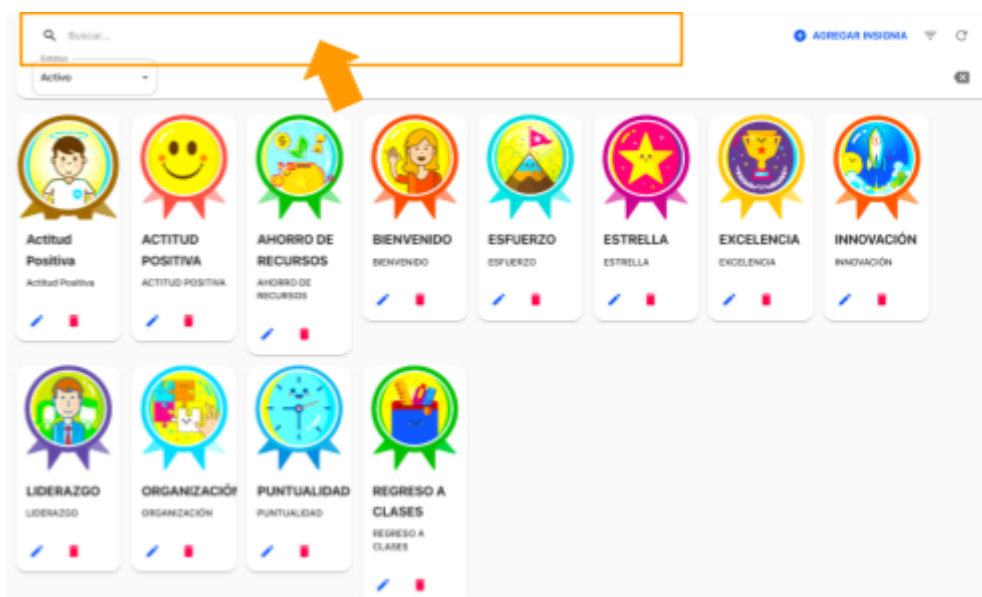 Buscar...
AGREGAR INSIGNIA
Estatus
Activo
Actitud
Positiva
Actitud Positiva
ACTITUD
POSITIVA
ACTITUD POSITIVA
AHORRO DE
RECURSOS
AHORRO DE
RECURSOS
BIENVENIDO
BIENVENIDO
ESFUERZO
ESFUERZO
ESTRELLA
ESTRELLA
EXCELENCIA
EXCELENCIA
INNOVACIÓN
INNOVACIÓN
LIDERAZGO
LIDERAZGO
ORGANIZACIÓN
ORGANIZACIÓN
PUNTUALIDAD
PUNTUALIDAD
REGRESO A
CLASES
REGRESO A
CLASES